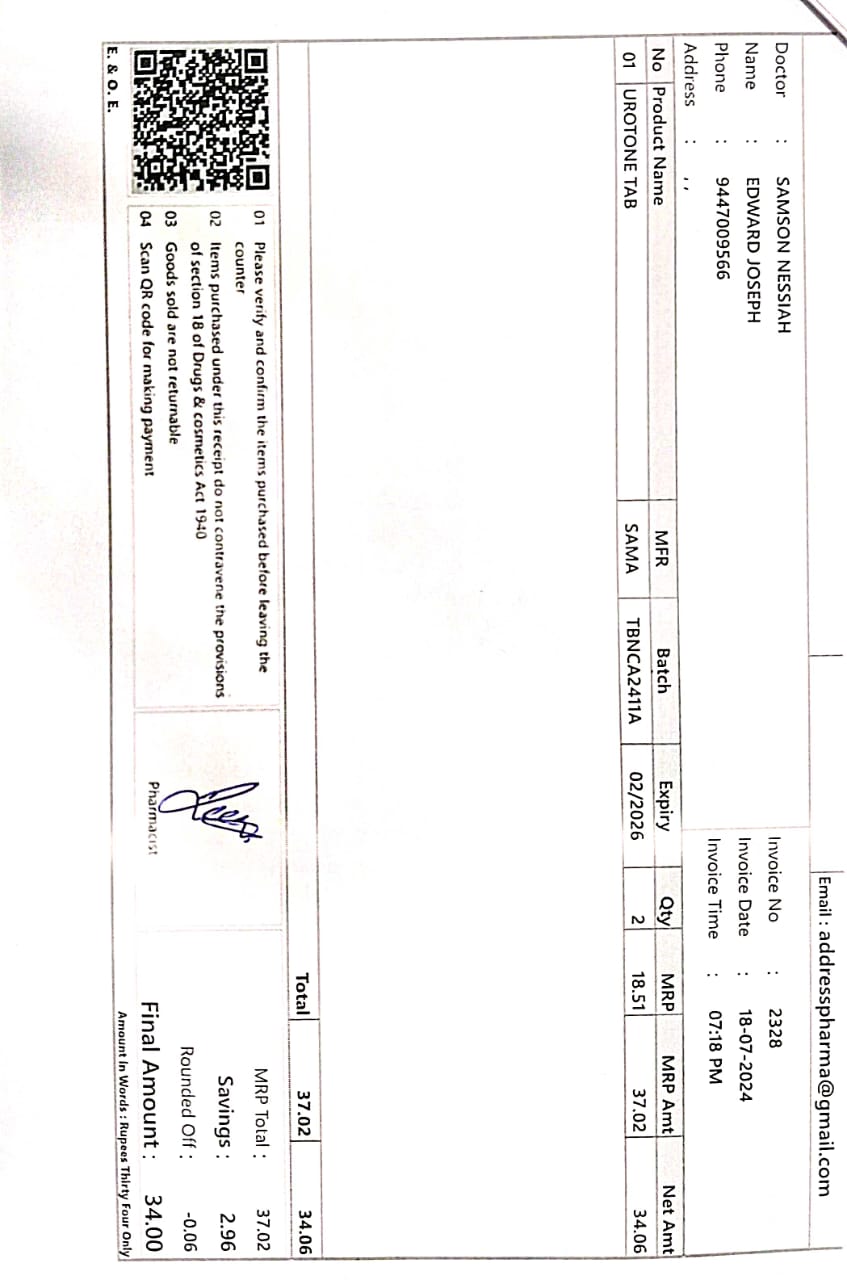 Email : addresspharma@gmail.com
Doctor : SAMSON NESSIAH
Name : EDWARD JOSEPH
Phone : 9447009566
Address : , ,
Invoice No : 2328
Invoice Date : 18-07-2024
Invoice Time : 07:18 PM
No Product Name MFR Batch Expiry Qty MRP MRP Amt Net Amt
01 UROTONE TAB SAMA TBNCA2411A 02/2026 2 18.51 37.02 34.06
Total 37.02 34.06
01 Please verify and confirm the items purchased before leaving the
counter
02 Items purchased under this receipt do not contravene the provisions
of section 18 of Drugs & cosmetics Act 1940
03 Goods sold are not returnable
04 Scan QR code for making payment
Pharmacist
MRP Total : 37.02
Savings : 2.96
Rounded Off : -0.06
Final Amount : 34.00
Amount In Words : Rupees Thirty Four Only
E. & O. E.